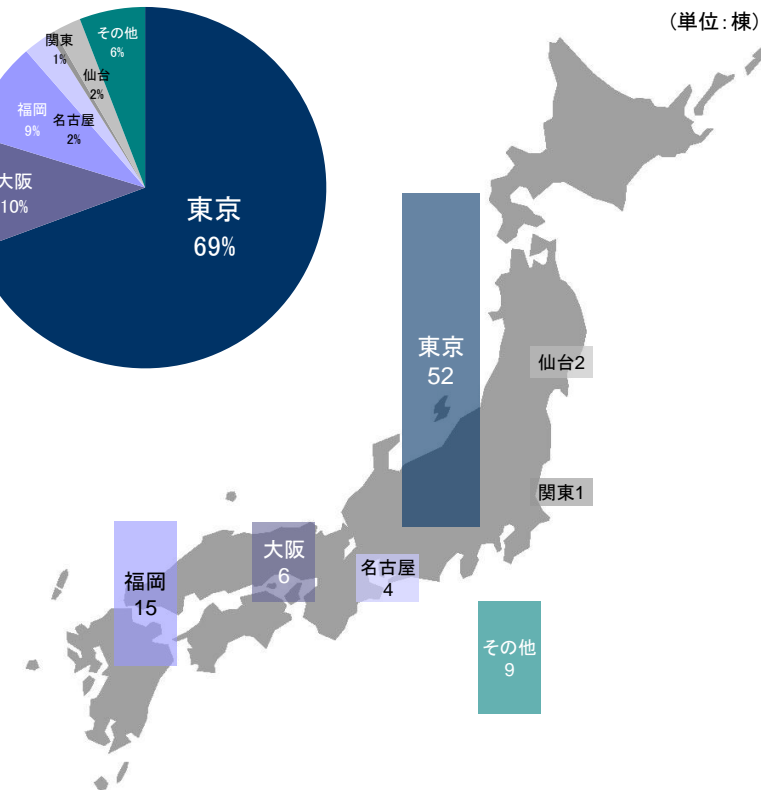 (単位：棟)
その他
6%
関東
1%
仙台
2%
福岡
9%
名古屋
2%
大阪
10%
東京
69%
東京
52
仙台2
関東1
大阪
6
名古屋
4
福岡
15
その他
9